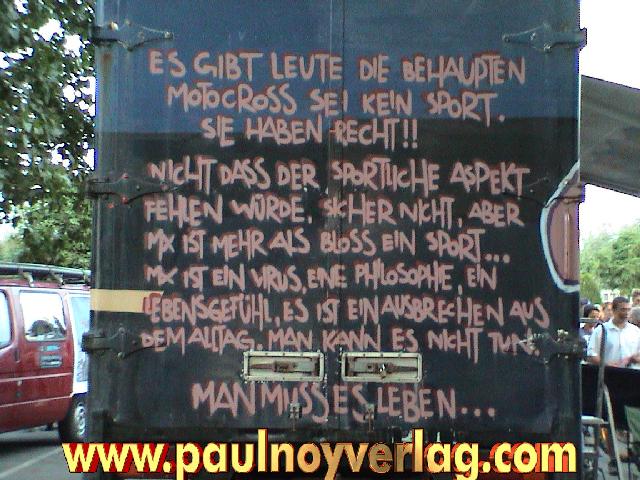 ES GIBT LEUTE DIE BEHAUPTEN
MOTOCROSS SEI KEIN SPORT.
SIE HABEN RECHT!!
NICHT DASS DER SPORTLICHE ASPEKT
FEHLEN WÜRDE. SICHER NICHT, ABER
MX IST MEHR ALS BLOSS EIN SPORT...
MX IST EIN VIRUS, EINE PHILOSOPHIE, EIN
LEBENSGEFÜHL, ES IST EIN AUSBRECHEN AUS
DEM ALLTAG. MAN KANN ES NICHT TUN.
MAN MUSS ES LEBEN...
www.paulnoyverlag.com